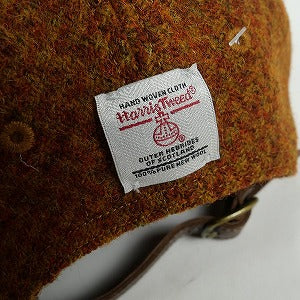 HAND WOVEN CLOTH
Harris Tweed
®
OUTER HEBRIDES
OF SCOTLAND
100% PURE NEW WOOL